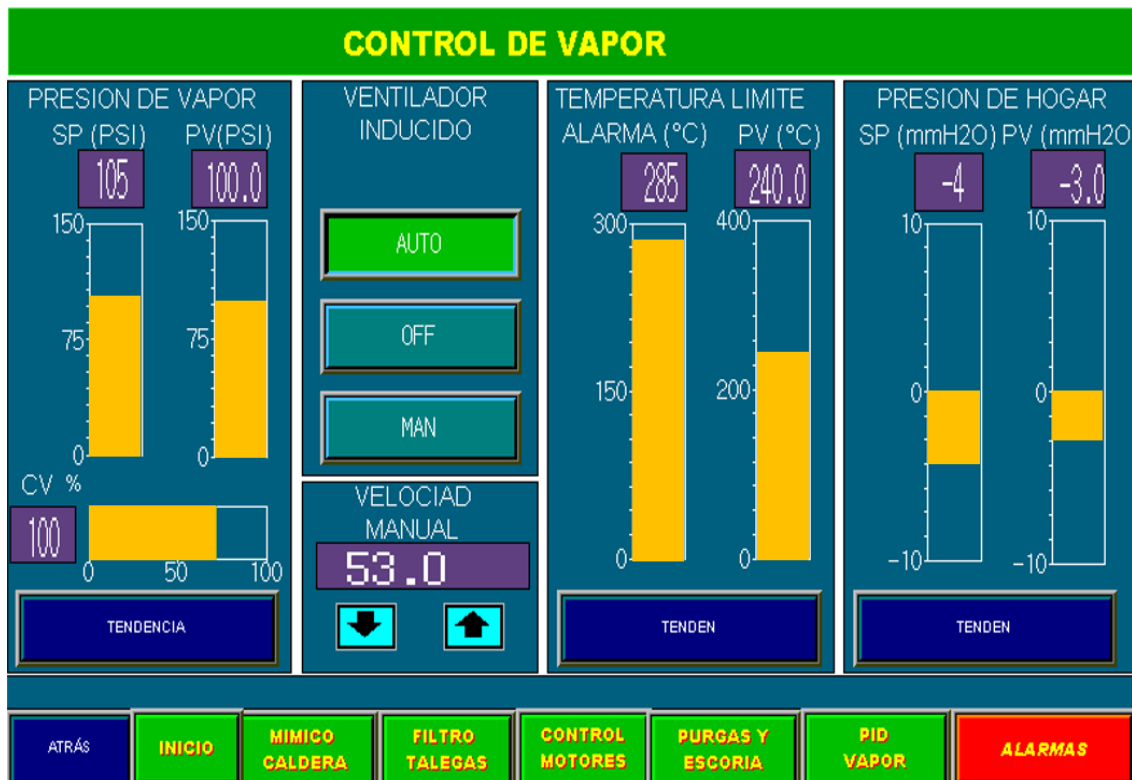 CONTROL DE VAPOR
PRESION DE VAPOR
SP (PSI) PV(PSI)
105 100.0
150 150
75 75
0 0
CV %
100
0 50 100
TENDENCIA
VENTILADOR
INDUCIDO
AUTO
OFF
MAN
VELOCIAD
MANUAL
53.0
TEMPERATURA LIMITE
ALARMA (°C) PV (°C)
285 240.0
300 400
150 200
0 0
TENDEN
PRESION DE HOGAR
SP (mmH2O) PV (mmH2O
-4 -3.0
10 10
0 0
-10 -10
TENDEN
ATRÁS
INICIO
MIMICO
CALDERA
FILTRO
TALEGAS
CONTROL
MOTORES
PURGAS Y
ESCORIA
PID
VAPOR
ALARMAS